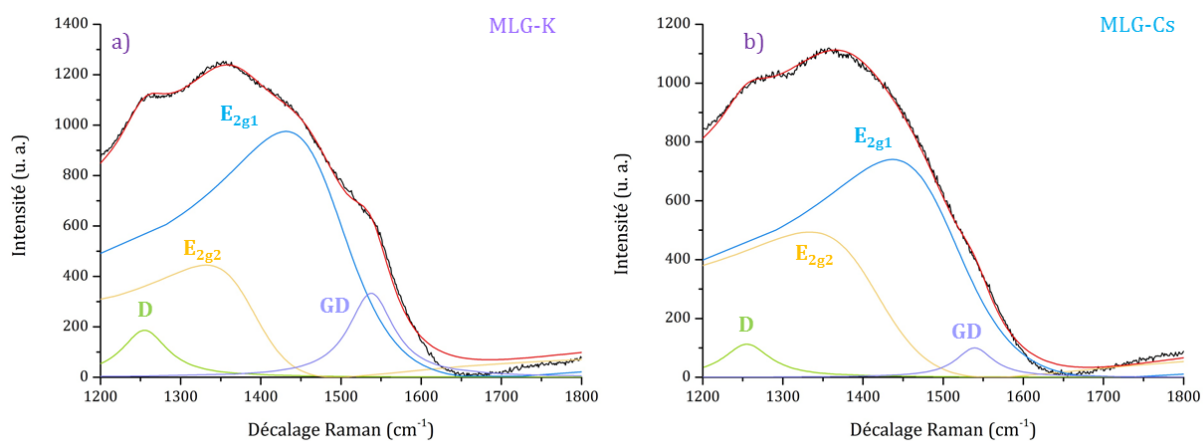 a)
MLG-K
Intensité (u. a.)
1400
1200
1000
800
600
400
200
0
E2g1
E2g2
D
GD
1200 1300 1400 1500 1600 1700 1800
Décalage Raman (cm-1)
b)
MLG-Cs
Intensité (u. a.)
1200
1000
800
600
400
200
0
E2g1
E2g2
D
GD
1200 1300 1400 1500 1600 1700 1800
Décalage Raman (cm-1)